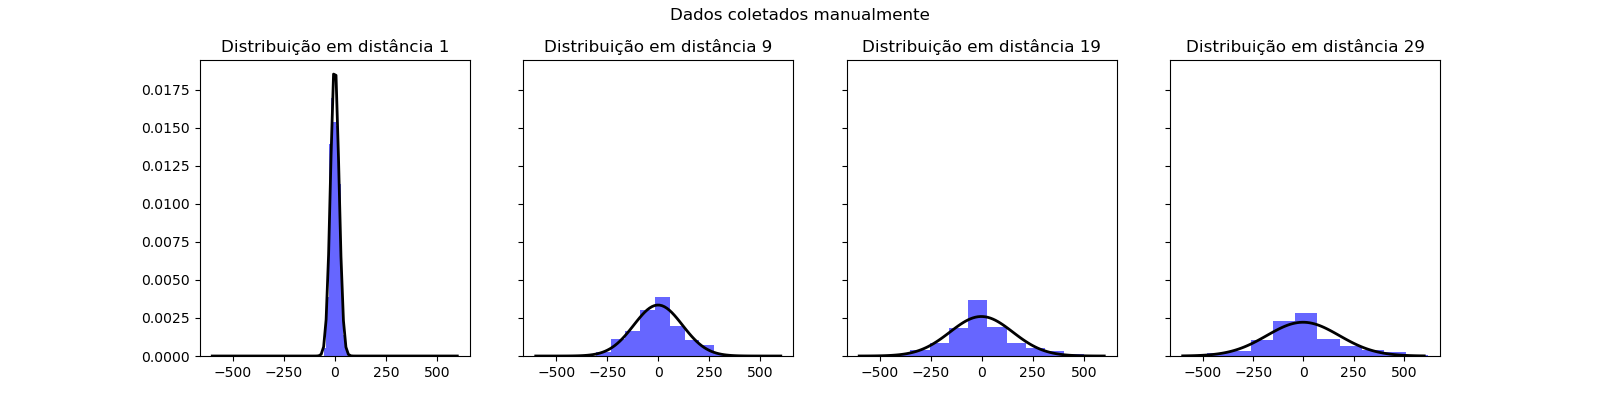 Dados coletados manualmente
Distribuição em distância 1
Distribuição em distância 9
Distribuição em distância 19
Distribuição em distância 29
0.0175
0.0150
0.0125
0.0100
0.0075
0.0050
0.0025
0.0000
−500 −250 0 250 500
−500 −250 0 250 500
−500 −250 0 250 500
−500 −250 0 250 500